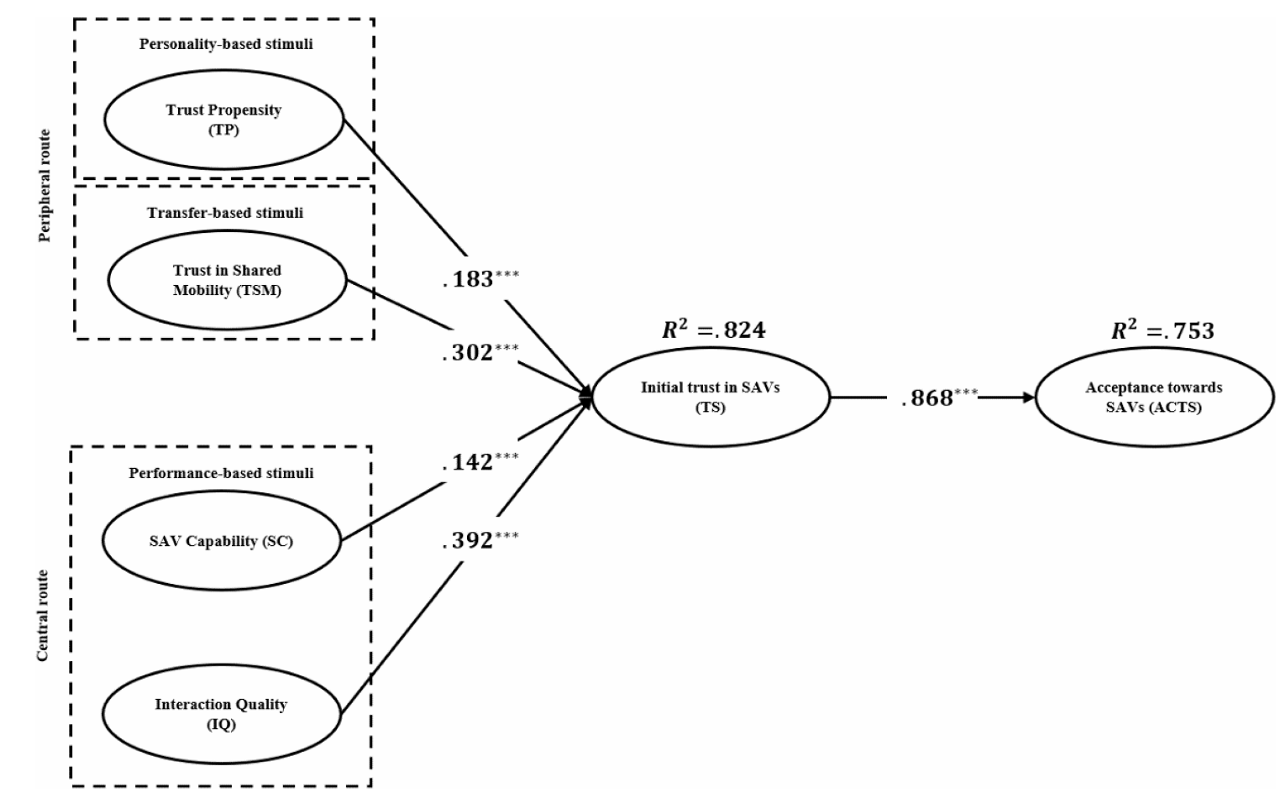 Peripheral route
Personality-based stimuli
Trust Propensity
(TP)
Transfer-based stimuli
Trust in Shared
Mobility (TSM)
.183***
.302***
R² =.824
Initial trust in SAVs
(TS)
.868***
R² =.753
Acceptance towards
SAVs (ACTS)
Central route
Performance-based stimuli
SAV Capability (SC)
.142***
.392***
Interaction Quality
(IQ)